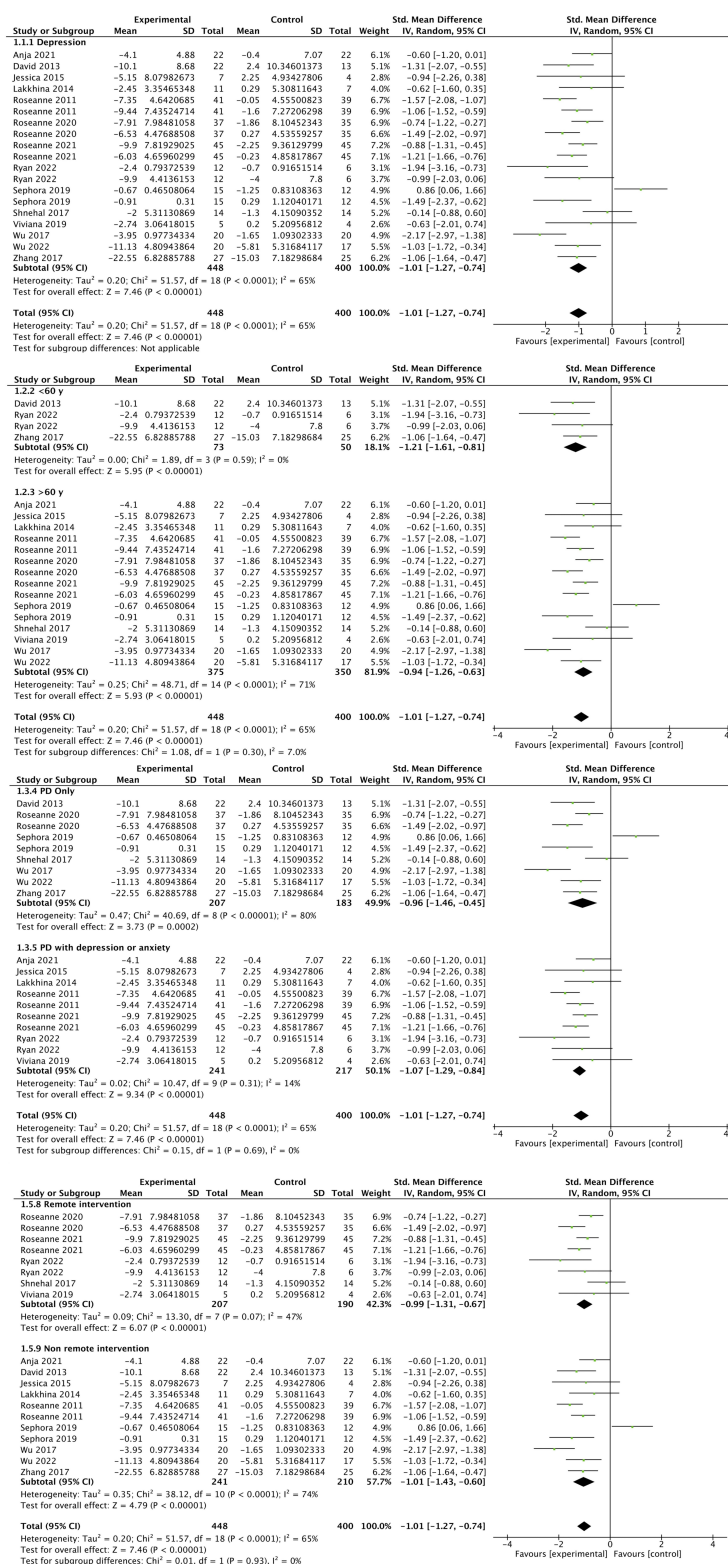 Experimental Control Std. Mean Difference Std. Mean Difference
Study or Subgroup Mean SD Total Mean SD Total Weight IV, Random, 95% CI IV, Random, 95% CI
1.1.1 Depression
Anja 2021 −4.1 4.88 22 −0.4 7.07 22 6.1% −0.60 [−1.20, 0.01]
David 2013 −10.1 8.68 22 2.4 10.34601373 13 5.1% −1.31 [−2.07, −0.55]
Jessica 2015 −5.15 8.07982673 7 2.25 4.93427806 4 2.8% −0.94 [−2.26, 0.38]
Lakkhina 2014 −2.45 3.35465348 11 0.29 5.30811643 7 4.0% −0.62 [−1.60, 0.35]
Roseanne 2011 −7.35 4.6420685 41 −0.05 4.55500823 39 6.7% −1.57 [−2.08, −1.07]
Roseanne 2011 −9.44 7.43524714 41 −1.6 7.27206298 39 6.9% −1.06 [−1.52, −0.59]
Roseanne 2020 −7.91 7.98481058 37 −1.86 8.10452343 35 6.9% −0.74 [−1.22, −0.27]
Roseanne 2020 −6.53 4.47688508 37 0.27 4.53559257 35 6.6% −1.49 [−2.02, −0.97]
Roseanne 2021 −9.9 7.81929025 45 −2.25 9.36129799 45 7.1% −0.88 [−1.31, −0.45]
Roseanne 2021 −6.03 4.65960299 45 −0.23 4.85817867 45 7.0% −1.21 [−1.66, −0.76]
Ryan 2022 −2.4 0.79372539 12 −0.7 0.91651514 6 3.1% −1.94 [−3.16, −0.73]
Ryan 2022 −9.9 4.4136153 12 −4 7.8 6 3.8% −0.99 [−2.03, 0.06]
Sephora 2019 −0.67 0.46508064 15 −1.25 0.83108363 12 4.9% 0.86 [0.06, 1.66]
Sephora 2019 −0.91 0.31 15 0.29 1.12040171 12 4.5% −1.49 [−2.37, −0.62]
Shnehal 2017 −2 5.31130869 14 −1.3 4.15090352 14 5.2% −0.14 [−0.88, 0.60]
Viviana 2019 −2.74 3.06418015 5 0.2 5.20956812 4 2.6% −0.63 [−2.01, 0.74]
Wu 2017 −3.95 0.97734334 20 −1.65 1.09302333 20 4.9% −2.17 [−2.97, −1.38]
Wu 2022 −11.13 4.80943864 20 −5.81 5.31684117 17 5.5% −1.03 [−1.72, −0.34]
Zhang 2017 −22.55 6.82885788 27 −15.03 7.18298684 25 6.2% −1.06 [−1.64, −0.47]
Subtotal (95% CI) 448 400 100.0% −1.01 [−1.27, −0.74]
Heterogeneity: Tau² = 0.20; Chi² = 51.57, df = 18 (P < 0.0001); I² = 65%
Test for overall effect: Z = 7.46 (P < 0.00001)
Total (95% CI) 448 400 100.0% −1.01 [−1.27, −0.74]
Heterogeneity: Tau² = 0.20; Chi² = 51.57, df = 18 (P < 0.0001); I² = 65%
Test for overall effect: Z = 7.46 (P < 0.00001)
Test for subgroup differences: Not applicable
−2 −1 0 1 2
Favours [experimental] Favours [control]
Experimental Control Std. Mean Difference Std. Mean Difference
Study or Subgroup Mean SD Total Mean SD Total Weight IV, Random, 95% CI IV, Random, 95% CI
1.2.2 <60 y
David 2013 −10.1 8.68 22 2.4 10.34601373 13 5.1% −1.31 [−2.07, −0.55]
Ryan 2022 −2.4 0.79372539 12 −0.7 0.91651514 6 3.1% −1.94 [−3.16, −0.73]
Ryan 2022 −9.9 4.4136153 12 −4 7.8 6 3.8% −0.99 [−2.03, 0.06]
Zhang 2017 −22.55 6.82885788 27 −15.03 7.18298684 25 6.2% −1.06 [−1.64, −0.47]
Subtotal (95% CI) 73 50 18.1% −1.21 [−1.61, −0.81]
Heterogeneity: Tau² = 0.00; Chi² = 1.89, df = 3 (P = 0.59); I² = 0%
Test for overall effect: Z = 5.95 (P < 0.00001)
1.2.3 >60 y
Anja 2021 −4.1 4.88 22 −0.4 7.07 22 6.1% −0.60 [−1.20, 0.01]
Jessica 2015 −5.15 8.07982673 7 2.25 4.93427806 4 2.8% −0.94 [−2.26, 0.38]
Lakkhina 2014 −2.45 3.35465348 11 0.29 5.30811643 7 4.0% −0.62 [−1.60, 0.35]
Roseanne 2011 −7.35 4.6420685 41 −0.05 4.55500823 39 6.7% −1.57 [−2.08, −1.07]
Roseanne 2011 −9.44 7.43524714 41 −1.6 7.27206298 39 6.9% −1.06 [−1.52, −0.59]
Roseanne 2020 −7.91 7.98481058 37 −1.86 8.10452343 35 6.9% −0.74 [−1.22, −0.27]
Roseanne 2020 −6.53 4.47688508 37 0.27 4.53559257 35 6.6% −1.49 [−2.02, −0.97]
Roseanne 2021 −9.9 7.81929025 45 −2.25 9.36129799 45 7.1% −0.88 [−1.31, −0.45]
Roseanne 2021 −6.03 4.65960299 45 −0.23 4.85817867 45 7.0% −1.21 [−1.66, −0.76]
Sephora 2019 −0.67 0.46508064 15 −1.25 0.83108363 12 4.9% 0.86 [0.06, 1.66]
Sephora 2019 −0.91 0.31 15 0.29 1.12040171 12 4.5% −1.49 [−2.37, −0.62]
Shnehal 2017 −2 5.31130869 14 −1.3 4.15090352 14 5.2% −0.14 [−0.88, 0.60]
Viviana 2019 −2.74 3.06418015 5 0.2 5.20956812 4 2.6% −0.63 [−2.01, 0.74]
Wu 2017 −3.95 0.97734334 20 −1.65 1.09302333 20 4.9% −2.17 [−2.97, −1.38]
Wu 2022 −11.13 4.80943864 20 −5.81 5.31684117 17 5.5% −1.03 [−1.72, −0.34]
Subtotal (95% CI) 375 350 81.9% −0.94 [−1.26, −0.63]
Heterogeneity: Tau² = 0.25; Chi² = 48.71, df = 14 (P < 0.0001); I² = 71%
Test for overall effect: Z = 5.93 (P < 0.00001)
Total (95% CI) 448 400 100.0% −1.01 [−1.27, −0.74]
Heterogeneity: Tau² = 0.20; Chi² = 51.57, df = 18 (P < 0.0001); I² = 65%
Test for overall effect: Z = 7.46 (P < 0.00001)
Test for subgroup differences: Chi² = 1.08, df = 1 (P = 0.30), I² = 7.0%
−4 −2 0 2 4
Favours [experimental] Favours [control]
Experimental Control Std. Mean Difference Std. Mean Difference
Study or Subgroup Mean SD Total Mean SD Total Weight IV, Random, 95% CI IV, Random, 95% CI
1.3.4 PD Only
David 2013 −10.1 8.68 22 2.4 10.34601373 13 5.1% −1.31 [−2.07, −0.55]
Roseanne 2020 −7.91 7.98481058 37 −1.86 8.10452343 35 6.9% −0.74 [−1.22, −0.27]
Roseanne 2020 −6.53 4.47688508 37 0.27 4.53559257 35 6.6% −1.49 [−2.02, −0.97]
Sephora 2019 −0.67 0.46508064 15 −1.25 0.83108363 12 4.9% 0.86 [0.06, 1.66]
Sephora 2019 −0.91 0.31 15 0.29 1.12040171 12 4.5% −1.49 [−2.37, −0.62]
Shnehal 2017 −2 5.31130869 14 −1.3 4.15090352 14 5.2% −0.14 [−0.88, 0.60]
Wu 2017 −3.95 0.97734334 20 −1.65 1.09302333 20 4.9% −2.17 [−2.97, −1.38]
Wu 2022 −11.13 4.80943864 20 −5.81 5.31684117 17 5.5% −1.03 [−1.72, −0.34]
Zhang 2017 −22.55 6.82885788 27 −15.03 7.18298684 25 6.2% −1.06 [−1.64, −0.47]
Subtotal (95% CI) 207 183 49.9% −0.96 [−1.46, −0.45]
Heterogeneity: Tau² = 0.47; Chi² = 40.69, df = 8 (P < 0.00001); I² = 80%
Test for overall effect: Z = 3.73 (P = 0.0002)
1.3.5 PD with depression or anxiety
Anja 2021 −4.1 4.88 22 −0.4 7.07 22 6.1% −0.60 [−1.20, 0.01]
Jessica 2015 −5.15 8.07982673 7 2.25 4.93427806 4 2.8% −0.94 [−2.26, 0.38]
Lakkhina 2014 −2.45 3.35465348 11 0.29 5.30811643 7 4.0% −0.62 [−1.60, 0.35]
Roseanne 2011 −7.35 4.6420685 41 −0.05 4.55500823 39 6.7% −1.57 [−2.08, −1.07]
Roseanne 2011 −9.44 7.43524714 41 −1.6 7.27206298 39 6.9% −1.06 [−1.52, −0.59]
Roseanne 2021 −9.9 7.81929025 45 −2.25 9.36129799 45 7.1% −0.88 [−1.31, −0.45]
Roseanne 2021 −6.03 4.65960299 45 −0.23 4.85817867 45 7.0% −1.21 [−1.66, −0.76]
Ryan 2022 −2.4 0.79372539 12 −0.7 0.91651514 6 3.1% −1.94 [−3.16, −0.73]
Ryan 2022 −9.9 4.4136153 12 −4 7.8 6 3.8% −0.99 [−2.03, 0.06]
Viviana 2019 −2.74 3.06418015 5 0.2 5.20956812 4 2.6% −0.63 [−2.01, 0.74]
Subtotal (95% CI) 241 217 50.1% −1.07 [−1.29, −0.84]
Heterogeneity: Tau² = 0.02; Chi² = 10.47, df = 9 (P = 0.31); I² = 14%
Test for overall effect: Z = 9.34 (P < 0.00001)
Total (95% CI) 448 400 100.0% −1.01 [−1.27, −0.74]
Heterogeneity: Tau² = 0.20; Chi² = 51.57, df = 18 (P < 0.0001); I² = 65%
Test for overall effect: Z = 7.46 (P < 0.00001)
Test for subgroup differences: Chi² = 0.15, df = 1 (P = 0.69), I² = 0%
−4 −2 0 2 4
Favours [experimental] Favours [control]
Experimental Control Std. Mean Difference Std. Mean Difference
Study or Subgroup Mean SD Total Mean SD Total Weight IV, Random, 95% CI IV, Random, 95% CI
1.5.8 Remote intervention
Roseanne 2020 −7.91 7.98481058 37 −1.86 8.10452343 35 6.9% −0.74 [−1.22, −0.27]
Roseanne 2020 −6.53 4.47688508 37 0.27 4.53559257 35 6.6% −1.49 [−2.02, −0.97]
Roseanne 2021 −9.9 7.81929025 45 −2.25 9.36129799 45 7.1% −0.88 [−1.31, −0.45]
Roseanne 2021 −6.03 4.65960299 45 −0.23 4.85817867 45 7.0% −1.21 [−1.66, −0.76]
Ryan 2022 −2.4 0.79372539 12 −0.7 0.91651514 6 3.1% −1.94 [−3.16, −0.73]
Ryan 2022 −9.9 4.4136153 12 −4 7.8 6 3.8% −0.99 [−2.03, 0.06]
Shnehal 2017 −2 5.31130869 14 −1.3 4.15090352 14 5.2% −0.14 [−0.88, 0.60]
Viviana 2019 −2.74 3.06418015 5 0.2 5.20956812 4 2.6% −0.63 [−2.01, 0.74]
Subtotal (95% CI) 207 190 42.3% −0.99 [−1.31, −0.67]
Heterogeneity: Tau² = 0.09; Chi² = 13.30, df = 7 (P = 0.07); I² = 47%
Test for overall effect: Z = 6.07 (P < 0.00001)
1.5.9 Non remote intervention
Anja 2021 −4.1 4.88 22 −0.4 7.07 22 6.1% −0.60 [−1.20, 0.01]
David 2013 −10.1 8.68 22 2.4 10.34601373 13 5.1% −1.31 [−2.07, −0.55]
Jessica 2015 −5.15 8.07982673 7 2.25 4.93427806 4 2.8% −0.94 [−2.26, 0.38]
Lakkhina 2014 −2.45 3.35465348 11 0.29 5.30811643 7 4.0% −0.62 [−1.60, 0.35]
Roseanne 2011 −7.35 4.6420685 41 −0.05 4.55500823 39 6.7% −1.57 [−2.08, −1.07]
Roseanne 2011 −9.44 7.43524714 41 −1.6 7.27206298 39 6.9% −1.06 [−1.52, −0.59]
Sephora 2019 −0.67 0.46508064 15 −1.25 0.83108363 12 4.9% 0.86 [0.06, 1.66]
Sephora 2019 −0.91 0.31 15 0.29 1.12040171 12 4.5% −1.49 [−2.37, −0.62]
Wu 2017 −3.95 0.97734334 20 −1.65 1.09302333 20 4.9% −2.17 [−2.97, −1.38]
Wu 2022 −11.13 4.80943864 20 −5.81 5.31684117 17 5.5% −1.03 [−1.72, −0.34]
Zhang 2017 −22.55 6.82885788 27 −15.03 7.18298684 25 6.2% −1.06 [−1.64, −0.47]
Subtotal (95% CI) 241 210 57.7% −1.01 [−1.43, −0.60]
Heterogeneity: Tau² = 0.35; Chi² = 38.12, df = 10 (P < 0.0001); I² = 74%
Test for overall effect: Z = 4.79 (P < 0.00001)
Total (95% CI) 448 400 100.0% −1.01 [−1.27, −0.74]
Heterogeneity: Tau² = 0.20; Chi² = 51.57, df = 18 (P < 0.0001); I² = 65%
Test for overall effect: Z = 7.46 (P < 0.00001)
Test for subgroup differences: Chi² = 0.01, df = 1 (P = 0.93), I² = 0%
−4 −2 0 2 4
Favours [experimental] Favours [control]